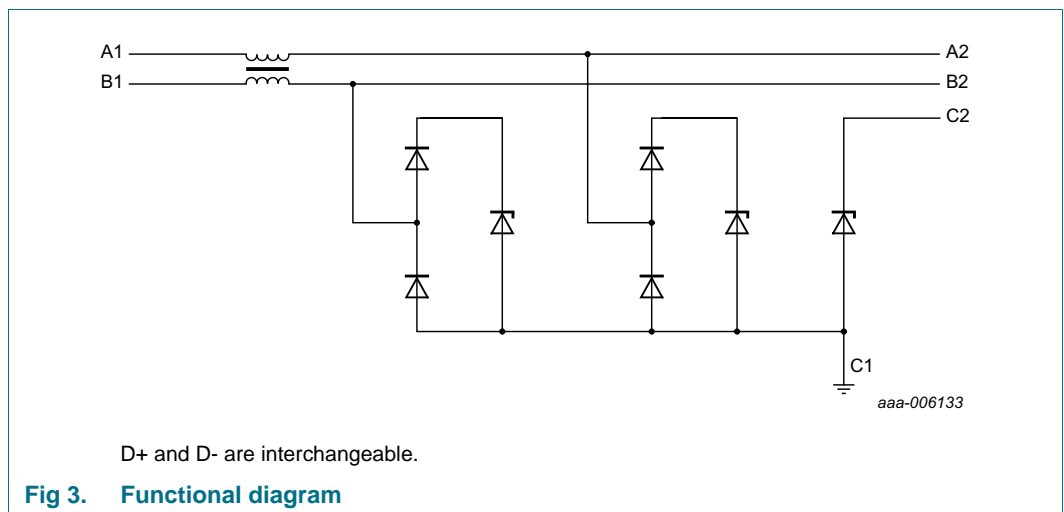 A1
A2
B1
B2
C2
C1
aaa-006133
D+ and D- are interchangeable.
Fig 3. Functional diagram